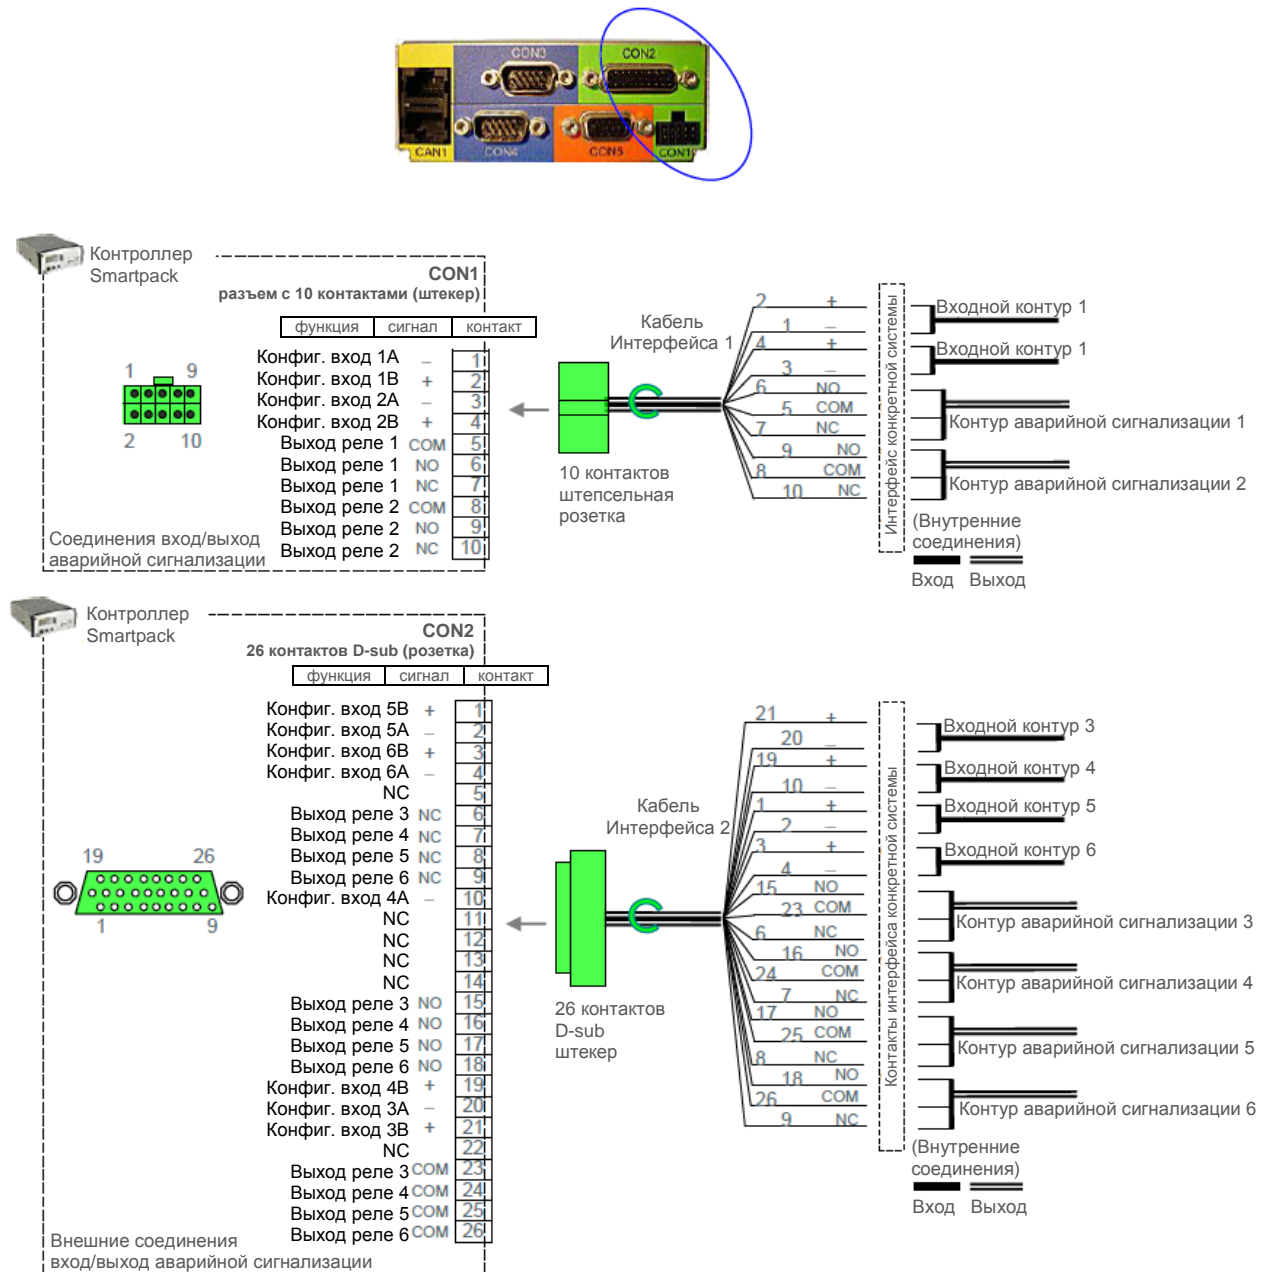 CON3
CON2
CAN1
CON4
CON5
CON1
Контроллер
Smartpack
CON1
разъем с 10 контактами (штекер)
функция сигнал контакт
Конфиг. вход 1A – 1
Конфиг. вход 1B + 2
Конфиг. вход 2A – 3
Конфиг. вход 2B + 4
Выход реле 1 COM 5
Выход реле 1 NO 6
Выход реле 1 NC 7
Выход реле 2 COM 8
Выход реле 2 NO 9
Выход реле 2 NC 10
1 9
2 10
Соединения вход/выход
аварийной сигнализации
Кабель
Интерфейса 1
10 контактов
штепсельная
розетка
2 +
1 –
4 +
3 –
6 NO
5 COM
7 NC
9 NO
8 COM
10 NC
Интерфейс конкретной системы
Входной контур 1
Входной контур 1
Контур аварийной сигнализации 1
Контур аварийной сигнализации 2
(Внутренние
соединения)
Вход Выход
Контроллер
Smartpack
CON2
26 контактов D-sub (розетка)
функция сигнал контакт
Конфиг. вход 5B + 1
Конфиг. вход 5A – 2
Конфиг. вход 6B + 3
Конфиг. вход 6A – 4
NC 5
Выход реле 3 NC 6
Выход реле 4 NC 7
Выход реле 5 NC 8
Выход реле 6 NC 9
Конфиг. вход 4A – 10
NC 11
NC 12
NC 13
NC 14
Выход реле 3 NO 15
Выход реле 4 NO 16
Выход реле 5 NO 17
Выход реле 6 NO 18
Конфиг. вход 4B + 19
Конфиг. вход 3A – 20
Конфиг. вход 3B + 21
NC 22
Выход реле 3 COM 23
Выход реле 4 COM 24
Выход реле 5 COM 25
Выход реле 6 COM 26
19 26
1 9
Внешние соединения
вход/выход аварийной сигнализации
Кабель
Интерфейса 2
26 контактов
D-sub
штекер
21 +
20 –
19 +
10 –
1 +
2 –
3 +
4 –
15 NO
23 COM
6 NC
16 NO
24 COM
7 NC
17 NO
25 COM
8 NC
18 NO
26 COM
9 NC
Контакты интерфейса конкретной системы
Входной контур 3
Входной контур 4
Входной контур 5
Входной контур 6
Контур аварийной сигнализации 3
Контур аварийной сигнализации 4
Контур аварийной сигнализации 5
Контур аварийной сигнализации 6
(Внутренние
соединения)
Вход Выход